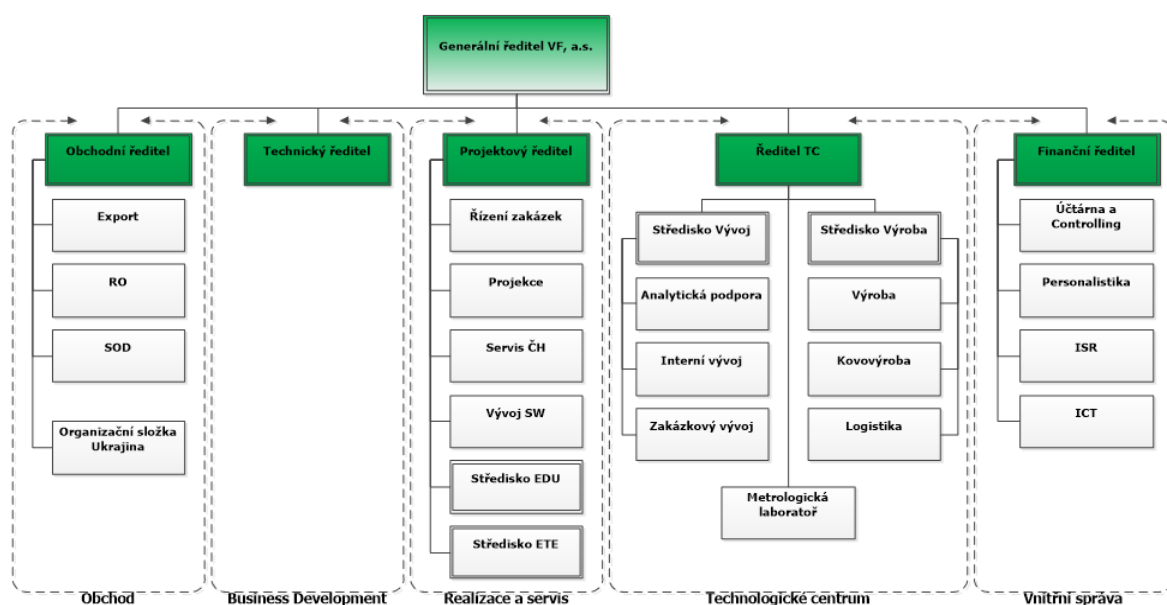 Generální ředitel VF, a.s.
Obchodní ředitel
Export
RO
SOD
Organizační složka
Ukrajina
Obchod
Technický ředitel
Business Development
Projektový ředitel
Řízení zakázek
Projekce
Servis ČH
Vývoj SW
Středisko EDU
Středisko ETE
Realizace a servis
Ředitel TC
Středisko Vývoj
Analytická podpora
Interní vývoj
Zakázkový vývoj
Středisko Výroba
Výroba
Kovovýroba
Logistika
Metrologická
laboratoř
Technologické centrum
Finanční ředitel
Účtárna a
Controlling
Personalistika
ISR
ICT
Vnitřní správa